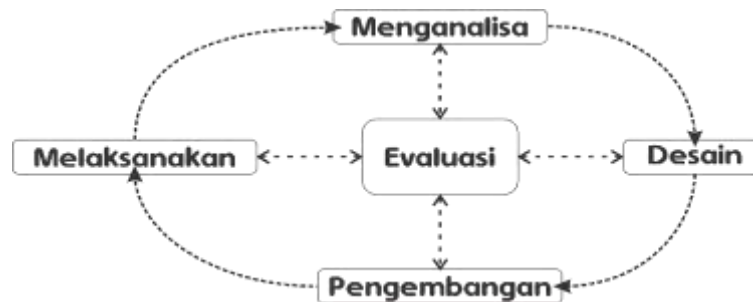 Menganalisa
Melaksanakan
Evaluasi
Desain
Pengembangan